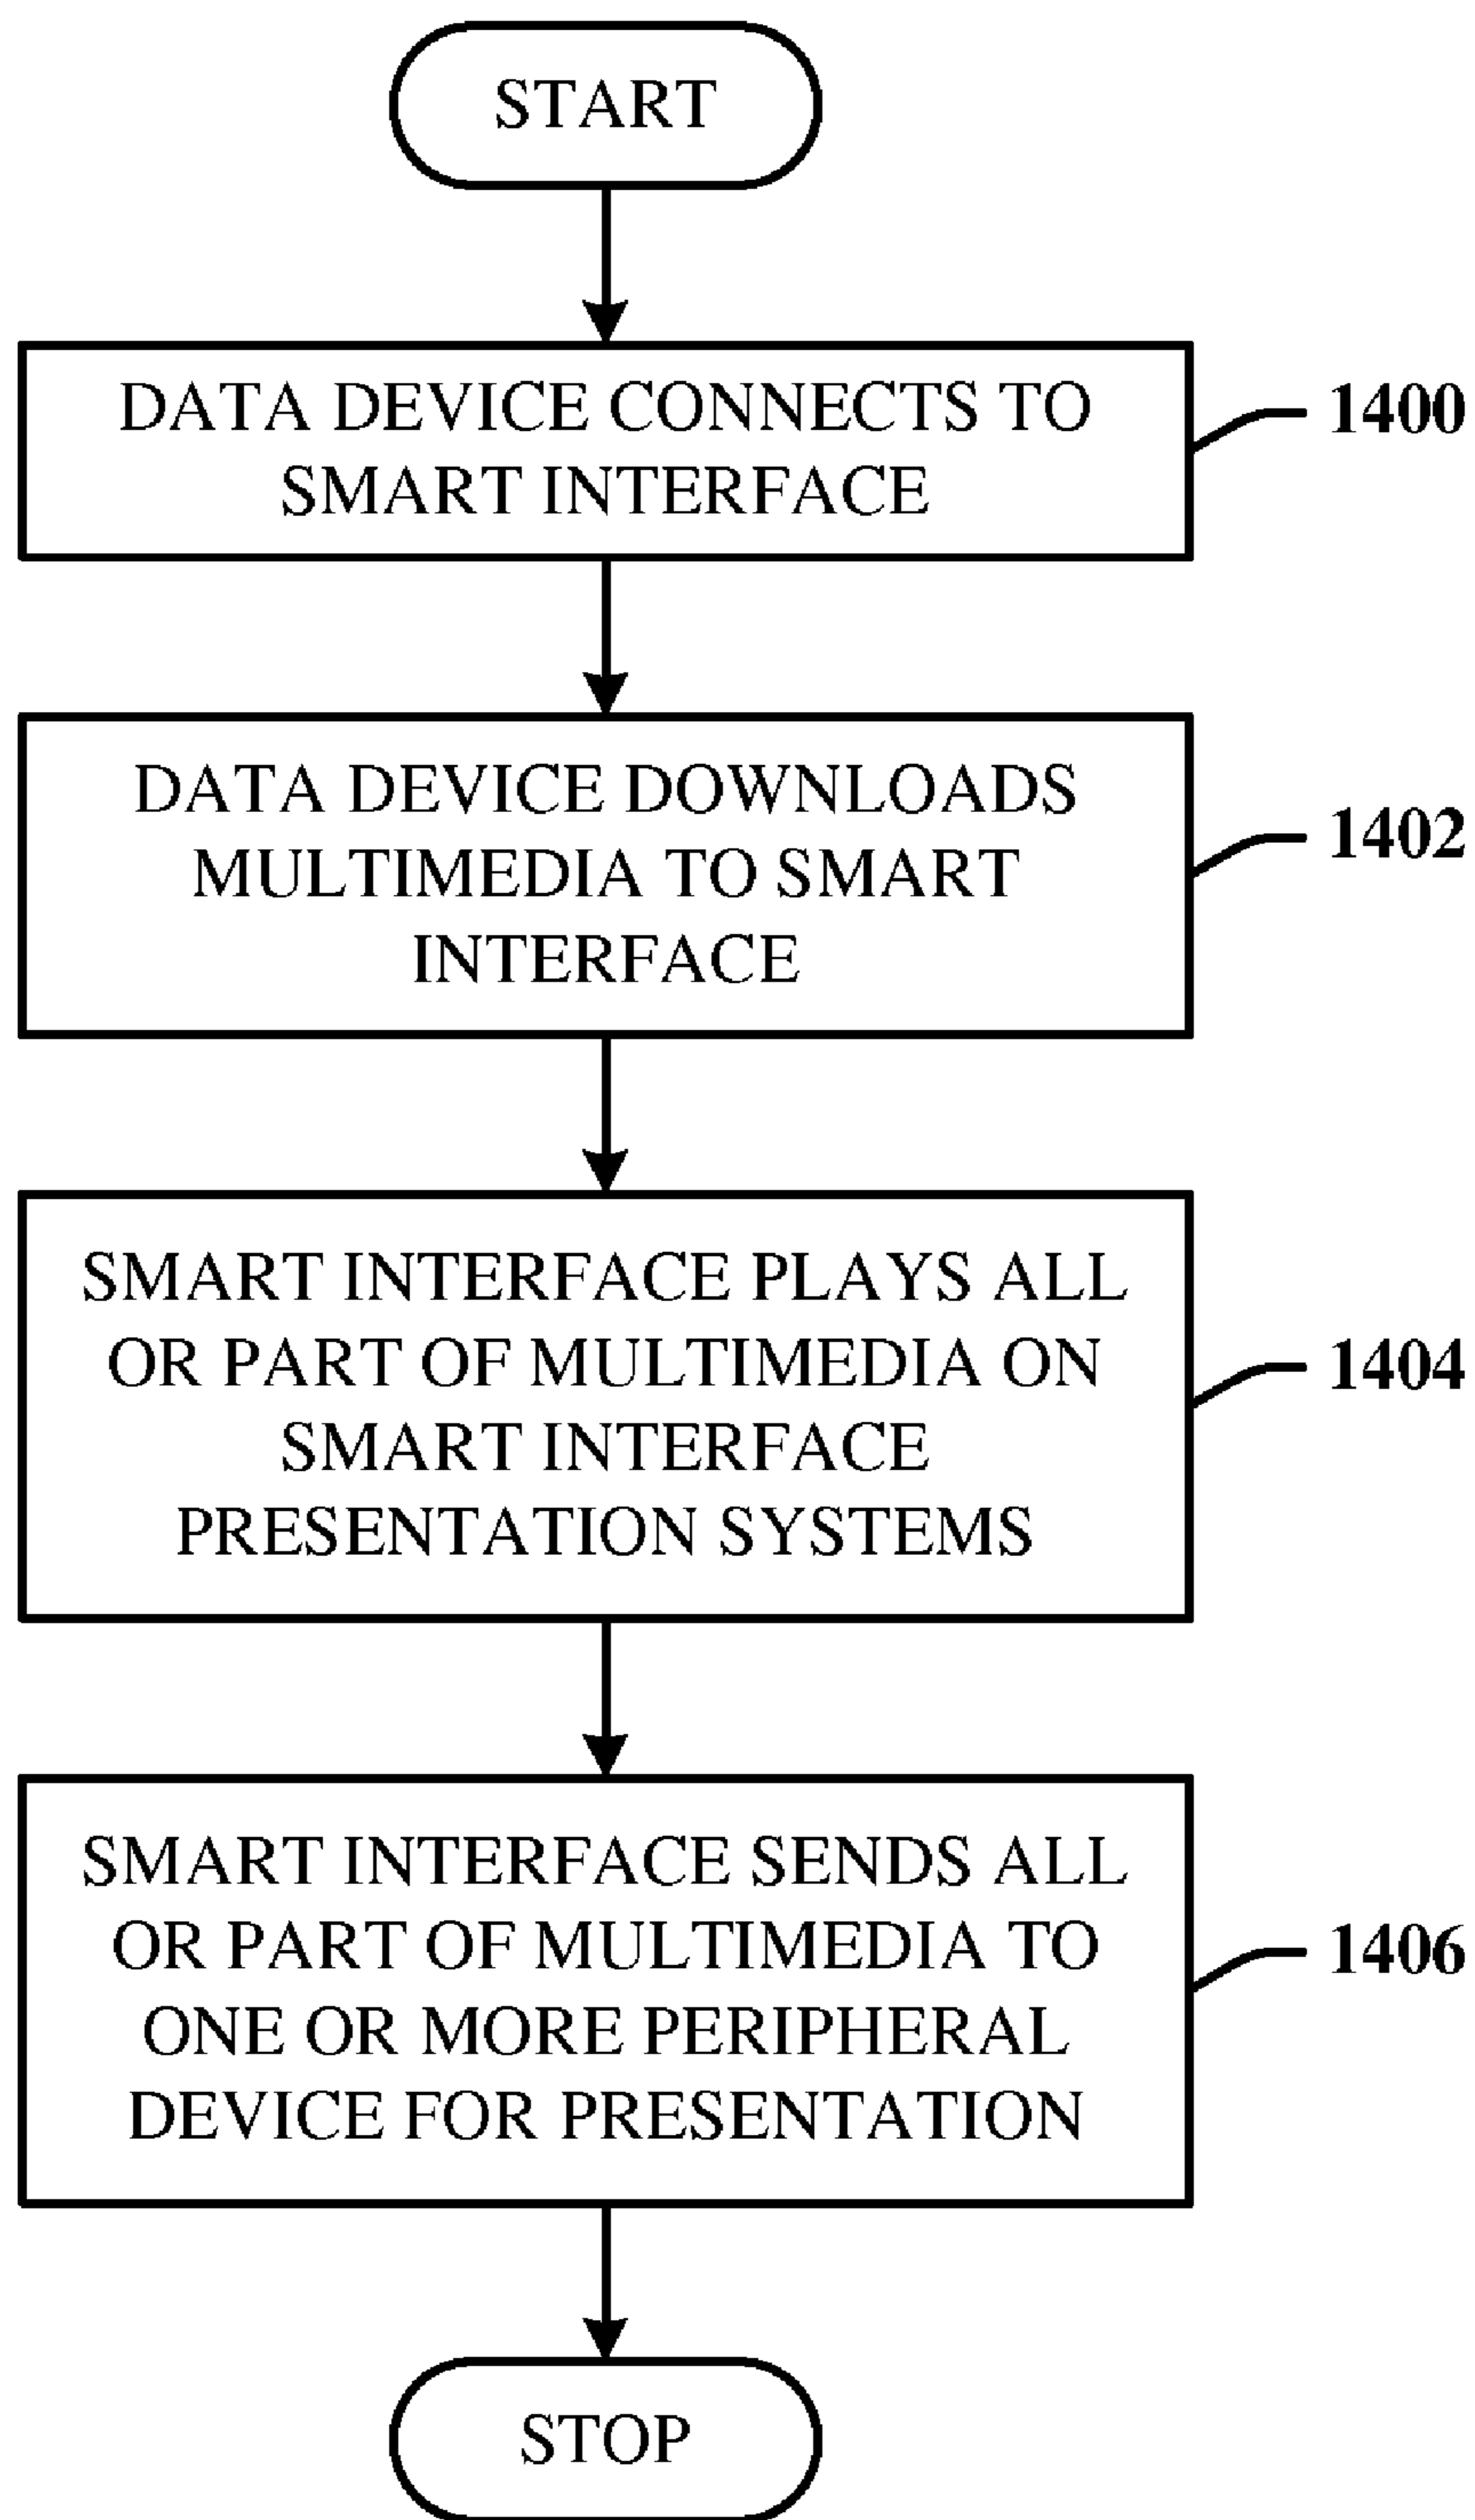 START
DATA DEVICE CONNECTS TO
SMART INTERFACE
1400
DATA DEVICE DOWNLOADS
MULTIMEDIA TO SMART
INTERFACE
1402
SMART INTERFACE PLAYS ALL
OR PART OF MULTIMEDIA ON
SMART INTERFACE
PRESENTATION SYSTEMS
1404
SMART INTERFACE SENDS ALL
OR PART OF MULTIMEDIA TO
ONE OR MORE PERIPHERAL
DEVICE FOR PRESENTATION
1406
STOP